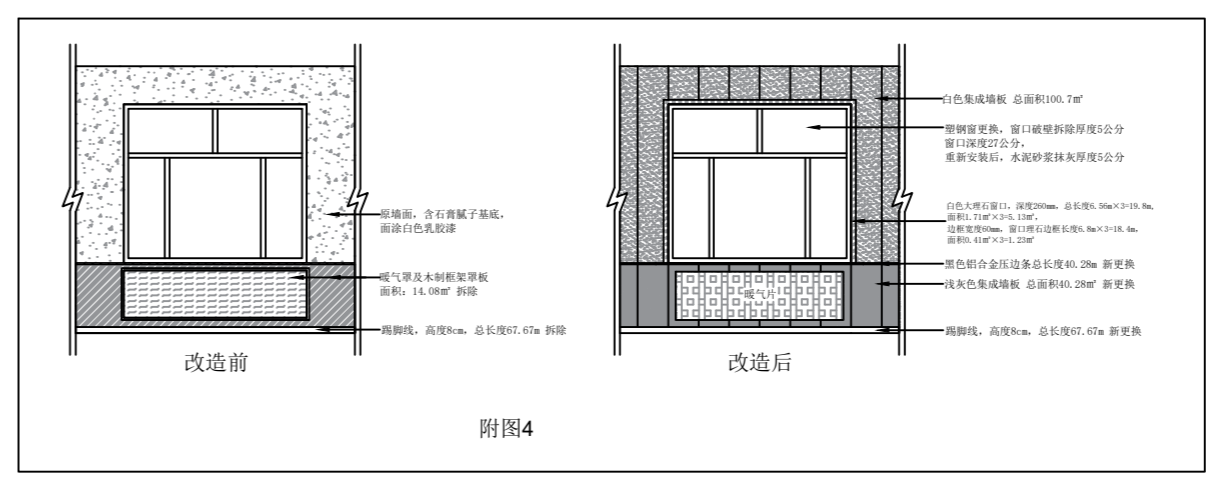 原墙面，含石膏腻子基底，
面涂白色乳胶漆
暖气罩及木制框架罩板
面积：14.08㎡ 拆除
踢脚线，高度8cm，总长度67.67m 拆除
改造前
白色集成墙板 总面积100.7㎡
塑钢窗更换，窗口破壁拆除厚度5公分
窗口深度27公分，
重新安装后，水泥砂浆抹灰厚度5公分
白色大理石窗口，深度260mm，总长度6.56m×3=19.8m，
面积1.71㎡×3=5.13㎡，
边框宽度60mm，窗口理石边框长度6.8m×3=18.4m，
面积0.41㎡×3=1.23㎡
黑色铝合金压边条总长度40.28m 新更换
浅灰色集成墙板 总面积40.28㎡ 新更换
暖气片
踢脚线，高度8cm，总长度67.67m 新更换
改造后
附图4